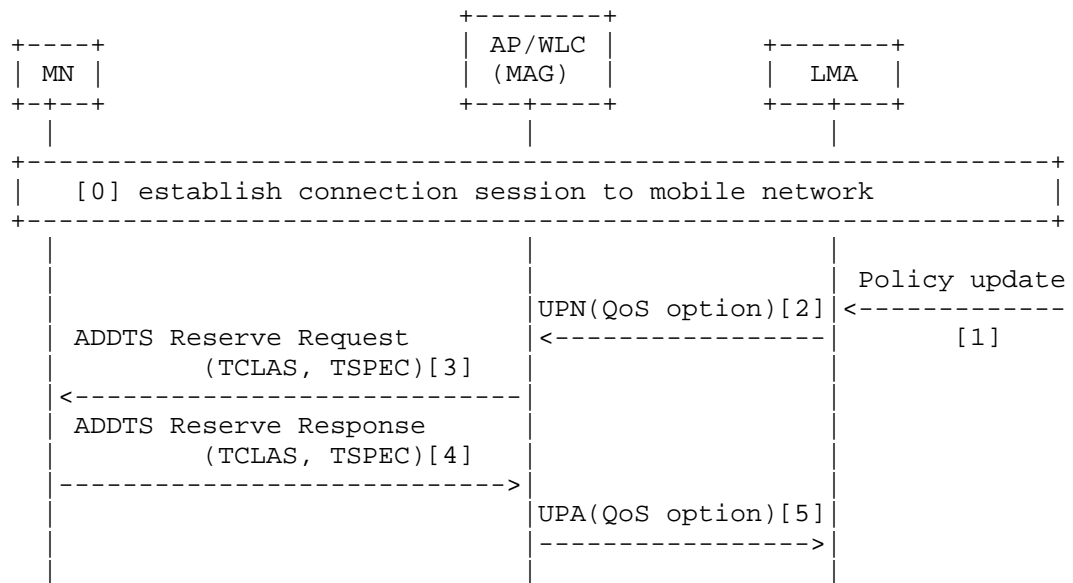 AP/WLC
MN (MAG) LMA
[0] establish connection session to mobile network
Policy update
UPN(QoS option)[2]
ADDTS Reserve Request [1]
(TCLAS, TSPEC)[3]
ADDTS Reserve Response
(TCLAS, TSPEC)[4]
UPA(QoS option)[5]